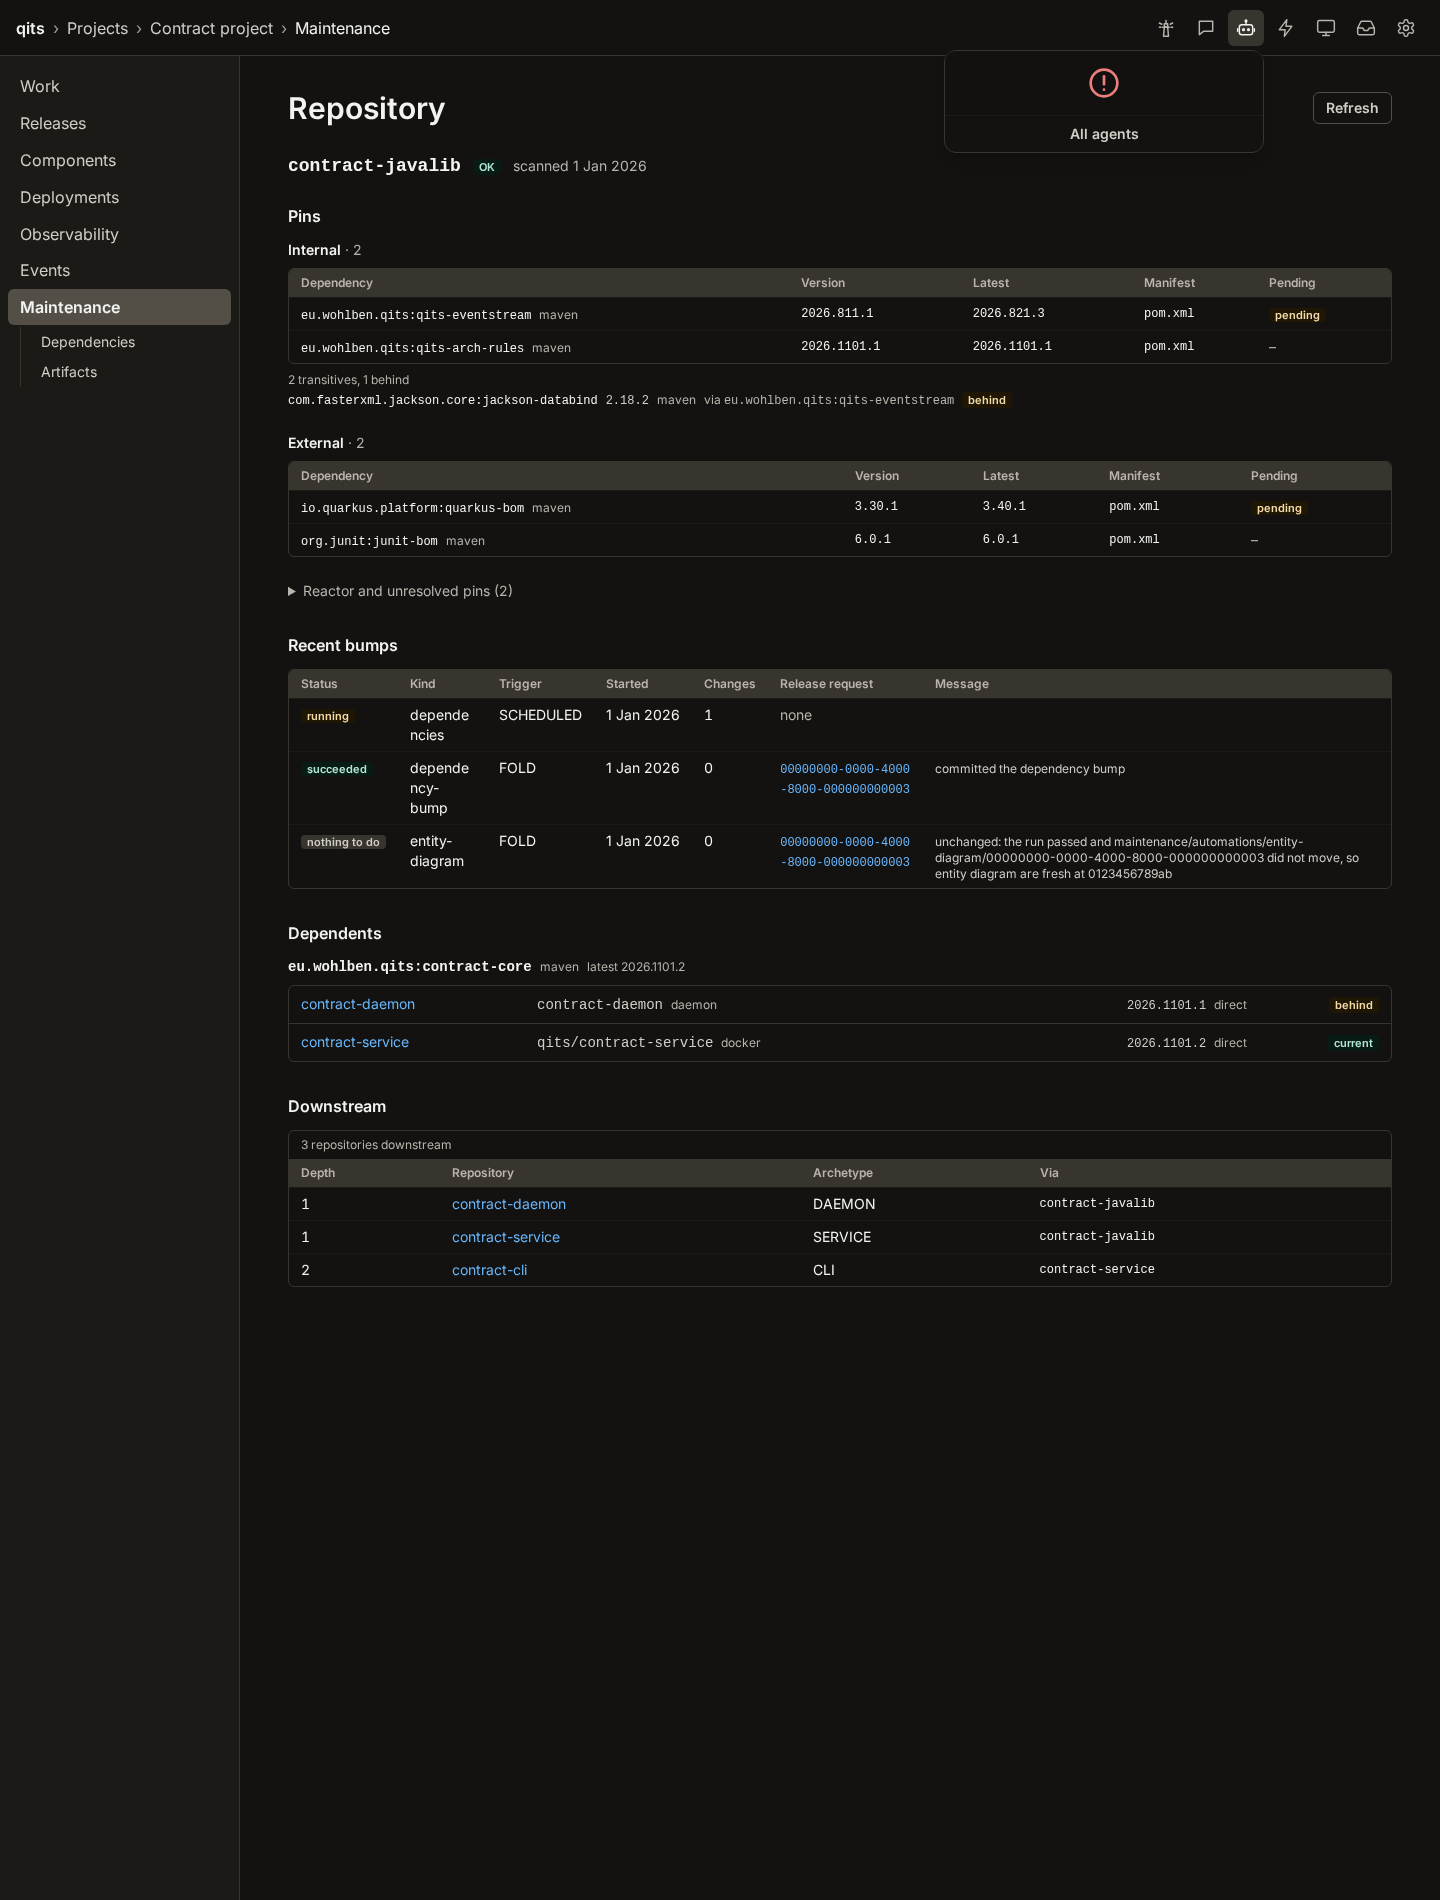 qits › Projects › Contract project › Maintenance
All agents
Work
Releases
Components
Deployments
Observability
Events
Maintenance
Dependencies
Artifacts
Repository
Refresh
contract-javalib OK scanned 1 Jan 2026
Pins
Internal · 2
Dependency Version Latest Manifest Pending
eu.wohlben.qits:qits-eventstream maven 2026.811.1 2026.821.3 pom.xml pending
eu.wohlben.qits:qits-arch-rules maven 2026.1101.1 2026.1101.1 pom.xml –
2 transitives, 1 behind
com.fasterxml.jackson.core:jackson-databind 2.18.2 maven via eu.wohlben.qits:qits-eventstream behind
External · 2
Dependency Version Latest Manifest Pending
io.quarkus.platform:quarkus-bom maven 3.30.1 3.40.1 pom.xml pending
org.junit:junit-bom maven 6.0.1 6.0.1 pom.xml –
Reactor and unresolved pins (2)
Recent bumps
Status Kind Trigger Started Changes Release request Message
running depende SCHEDULED 1 Jan 2026 1 none
ncies
succeeded depende FOLD 1 Jan 2026 0 00000000-0000-4000 committed the dependency bump
ncy- -8000-000000000003
bump
nothing to do entity- FOLD 1 Jan 2026 0 00000000-0000-4000 unchanged: the run passed and maintenance/automations/entity-
diagram -8000-000000000003 diagram/00000000-0000-4000-8000-000000000003 did not move, so
entity diagram are fresh at 0123456789ab
Dependents
eu.wohlben.qits:contract-core maven latest 2026.1101.2
contract-daemon contract-daemon daemon 2026.1101.1 direct behind
contract-service qits/contract-service docker 2026.1101.2 direct current
Downstream
3 repositories downstream
Depth Repository Archetype Via
1 contract-daemon DAEMON contract-javalib
1 contract-service SERVICE contract-javalib
2 contract-cli CLI contract-service